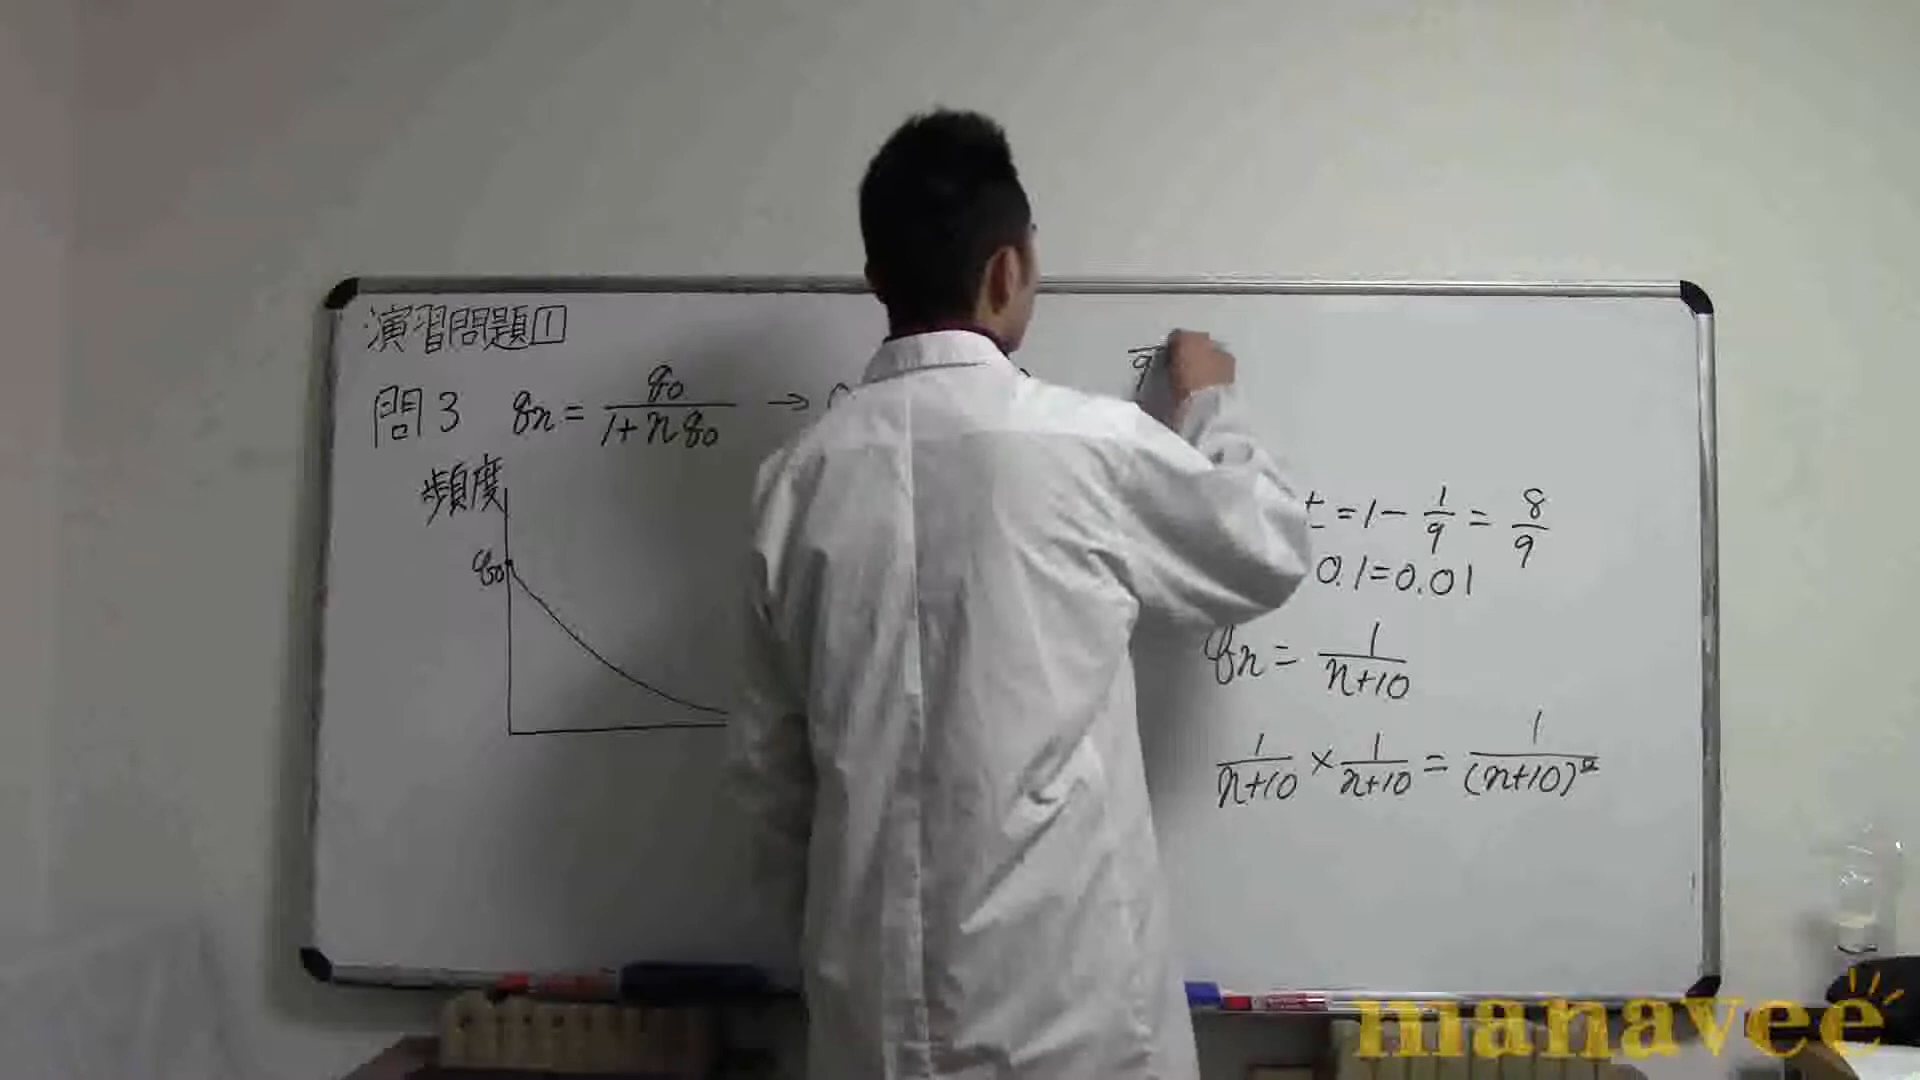 演習問題1
問3 qn = q0/(1+nq0) →
頻度
q0
= 1 - 1/9 = 8/9
0.1 = 0.01
qn = 1/(n+10)
1/(n+10) × 1/(n+10) = 1/(n+10)²
manavee